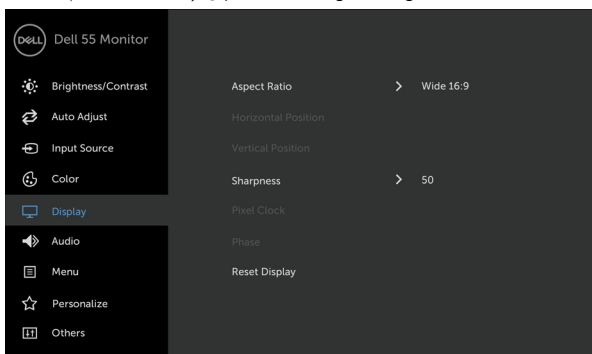 DELL Dell 55 Monitor
Brightness/Contrast
Auto Adjust
Input Source
Color
Display
Audio
Menu
Personalize
Others
Aspect Ratio > Wide 16:9
Horizontal Position
Vertical Position
Sharpness > 50
Pixel Clock
Phase
Reset Display